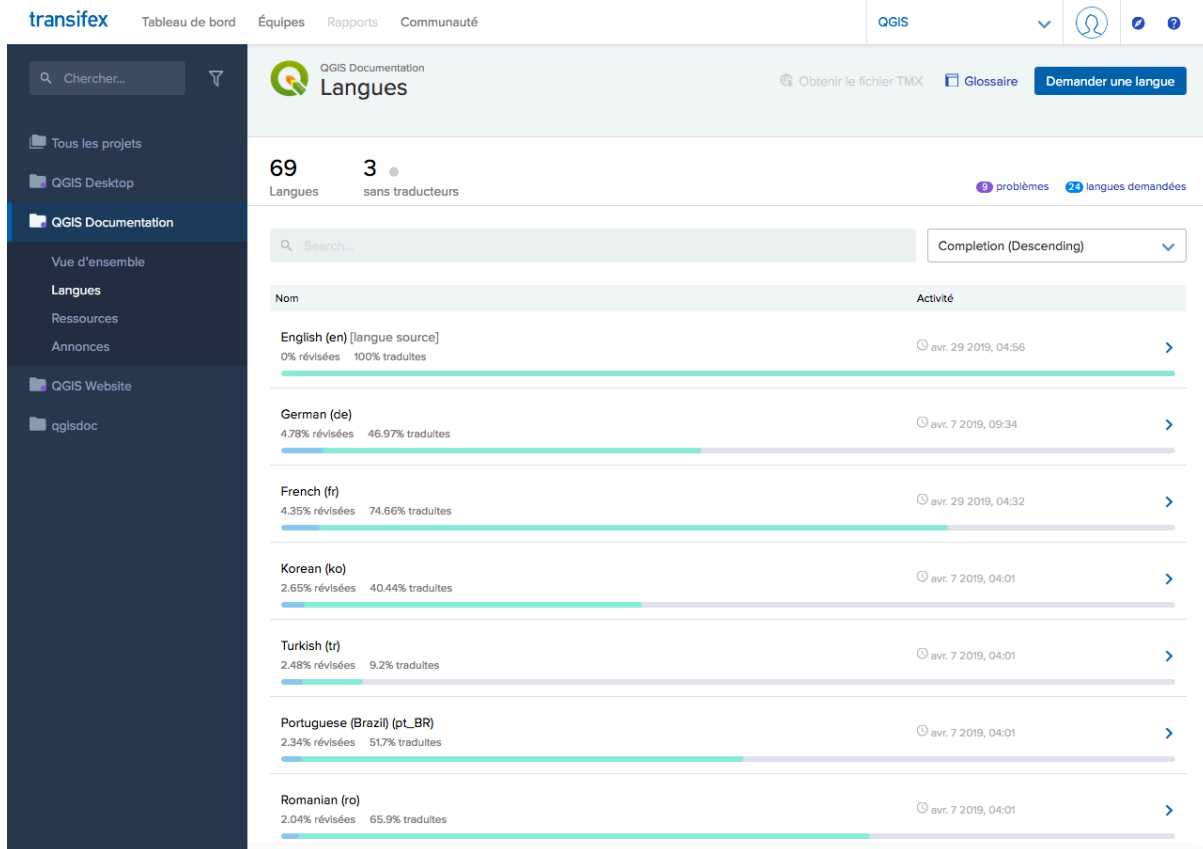 transifex Tableau de bord Équipes Rapports Communauté QGIS
Chercher...
Tous les projets
QGIS Desktop
QGIS Documentation
Vue d'ensemble
Langues
Ressources
Annonces
QGIS Website
qgisdoc
QGIS Documentation
Langues
Obtenir le fichier TMX Glossaire Demander une langue
69 3
Langues sans traducteurs
9 problèmes 24 langues demandées
Search... Completion (Descending)
Nom Activité
English (en) [langue source]
0% révisées 100% traduites
avr. 29 2019, 04:56
German (de)
4.78% révisées 46.97% traduites
avr. 7 2019, 09:34
French (fr)
4.35% révisées 74.66% traduites
avr. 29 2019, 04:32
Korean (ko)
2.65% révisées 40.44% traduites
avr. 7 2019, 04:01
Turkish (tr)
2.48% révisées 9.2% traduites
avr. 7 2019, 04:01
Portuguese (Brazil) (pt_BR)
2.34% révisées 51.7% traduites
avr. 7 2019, 04:01
Romanian (ro)
2.04% révisées 65.9% traduites
avr. 7 2019, 04:01